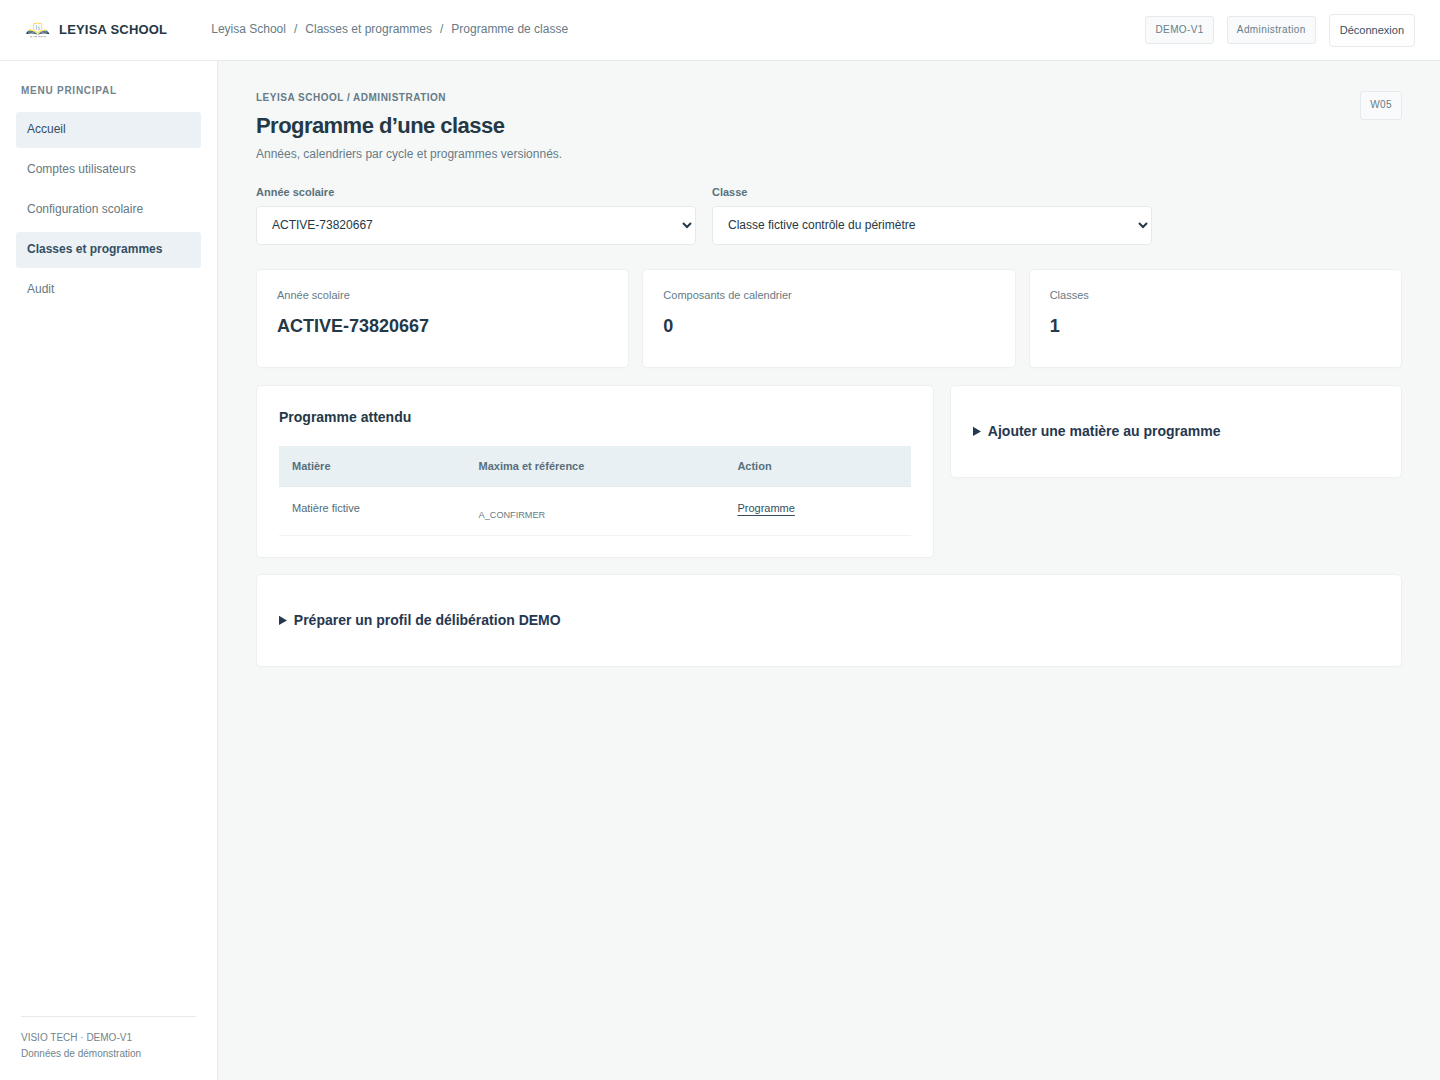 LEYISA SCHOOL
Leyisa School / Classes et programmes / Programme de classe
DEMO-V1
Administration
Déconnexion
MENU PRINCIPAL
Accueil
Comptes utilisateurs
Configuration scolaire
Classes et programmes
Audit
VISIO TECH · DEMO-V1
Données de démonstration
LEYISA SCHOOL / ADMINISTRATION
Programme d’une classe
Années, calendriers par cycle et programmes versionnés.
W05
Année scolaire
ACTIVE-73820667
Classe
Classe fictive contrôle du périmètre
Année scolaire
ACTIVE-73820667
Composants de calendrier
0
Classes
1
Programme attendu
Matière Maxima et référence Action
Matière fictive A_CONFIRMER Programme
Ajouter une matière au programme
Préparer un profil de délibération DEMO